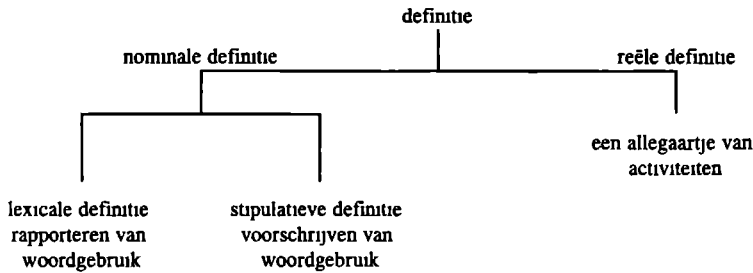 definitie
nominale definitie
reële definitie
een allegaartje van
activiteiten
lexicale definitie
rapporteren van
woordgebruik
stipulatieve definitie
voorschrijven van
woordgebruik